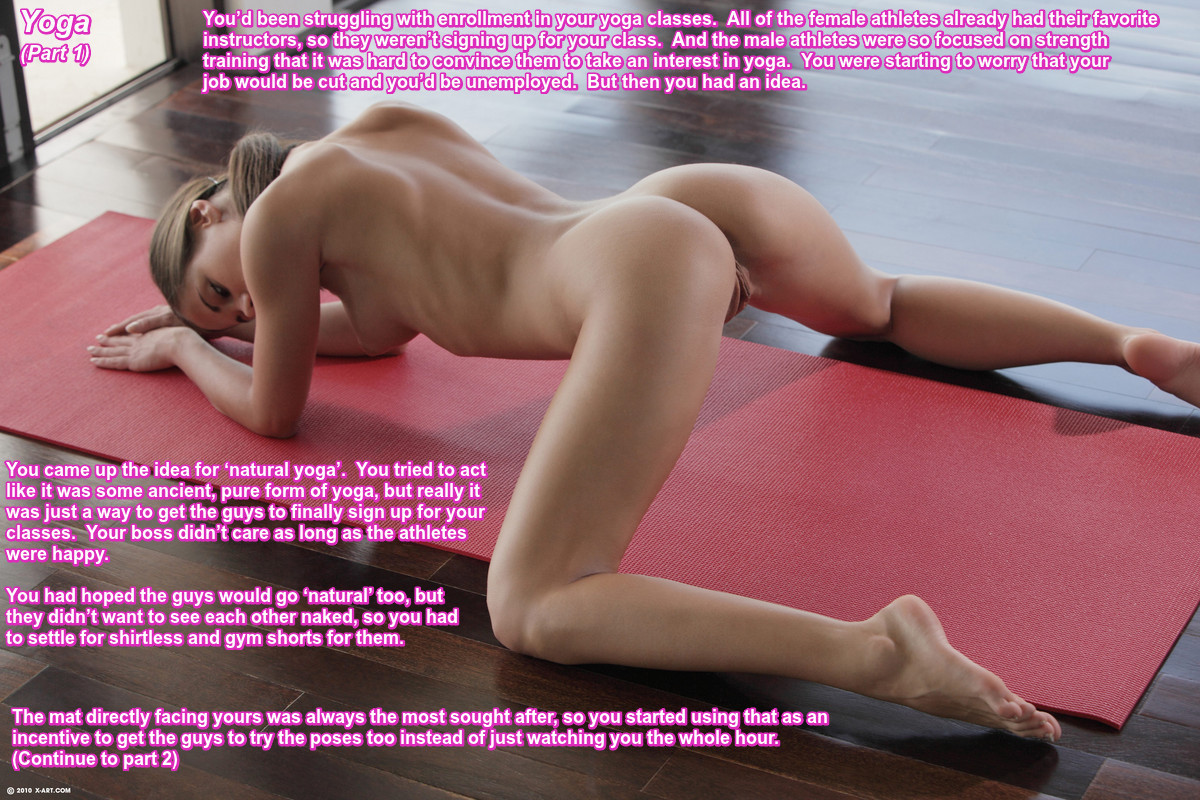 Yoga
(Part 1)
You'd been struggling with enrollment in your yoga classes.  All of the female athletes already had their favorite
instructors, so they weren't signing up for your class.  And the male athletes were so focused on strength
training that it was hard to convince them to take an interest in yoga.  You were starting to worry that your
job would be cut and you'd be unemployed.  But then you had an idea.
You came up the idea for ‘natural yoga’.  You tried to act
like it was some ancient, pure form of yoga, but really it
was just a way to get the guys to finally sign up for your
classes.  Your boss didn't care as long as the athletes
were happy.
You had hoped the guys would go ‘natural’ too, but
they didn't want to see each other naked, so you had
to settle for shirtless and gym shorts for them.
The mat directly facing yours was always the most sought after, so you started using that as an
incentive to get the guys to try the poses too instead of just watching you the whole hour.
(Continue to part 2)
© 2010 X-ART.COM